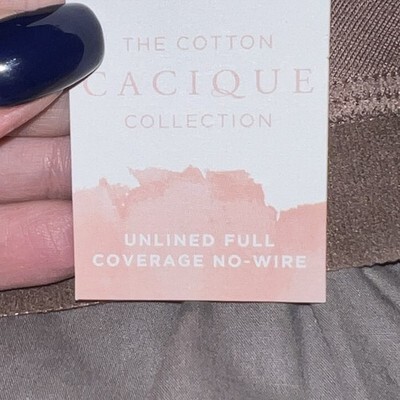 THE COTTON
CACIQUE
COLLECTION
UNLINED FULL
COVERAGE NO-WIRE